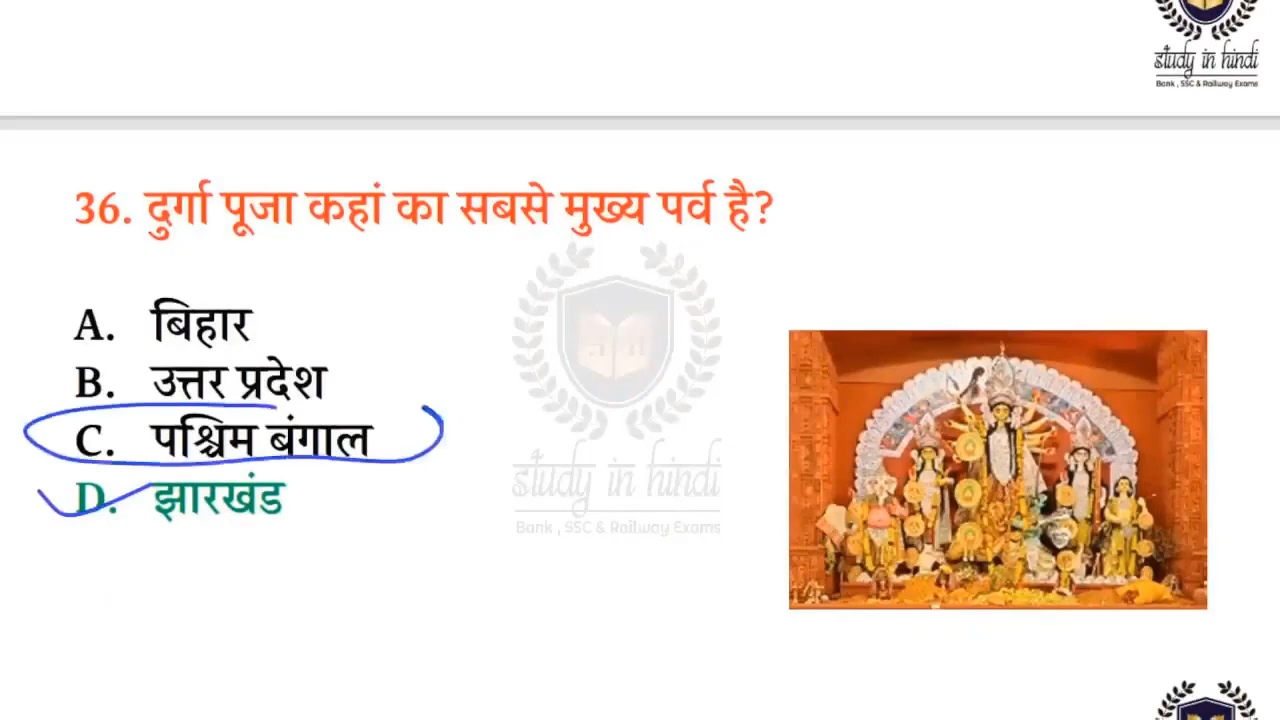 study in hindi
Bank , SSC & Railway Exams
36. दुर्गा पूजा कहां का सबसे मुख्य पर्व है?
A. बिहार
B. उत्तर प्रदेश
C. पश्चिम बंगाल
D. झारखंड
study in hindi
Bank , SSC & Railway Exams